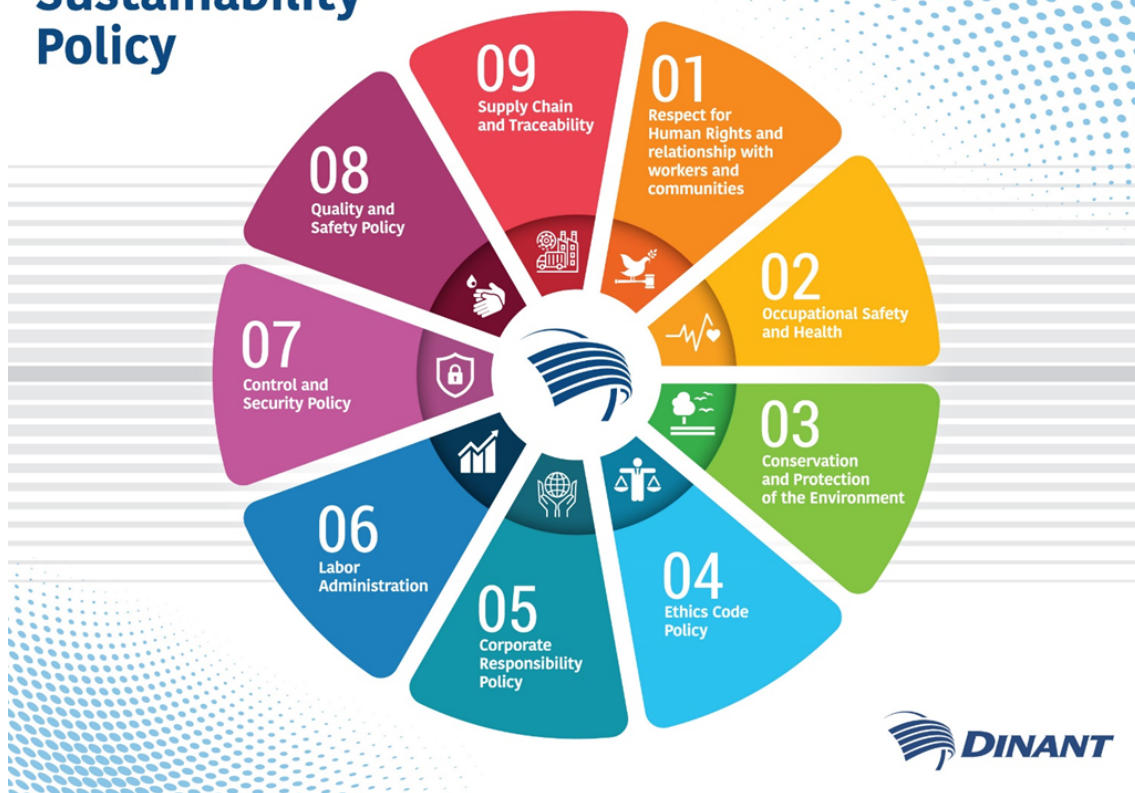 Sustainability
Policy
09
Supply Chain
and Traceability
01
Respect for
Human Rights and
relationship with
workers and
communities
02
Occupational Safety
and Health
03
Conservation
and Protection
of the Environment
04
Ethics Code
Policy
05
Corporate
Responsibility
Policy
06
Labor
Administration
07
Control and
Security Policy
08
Quality and
Safety Policy
DINANT